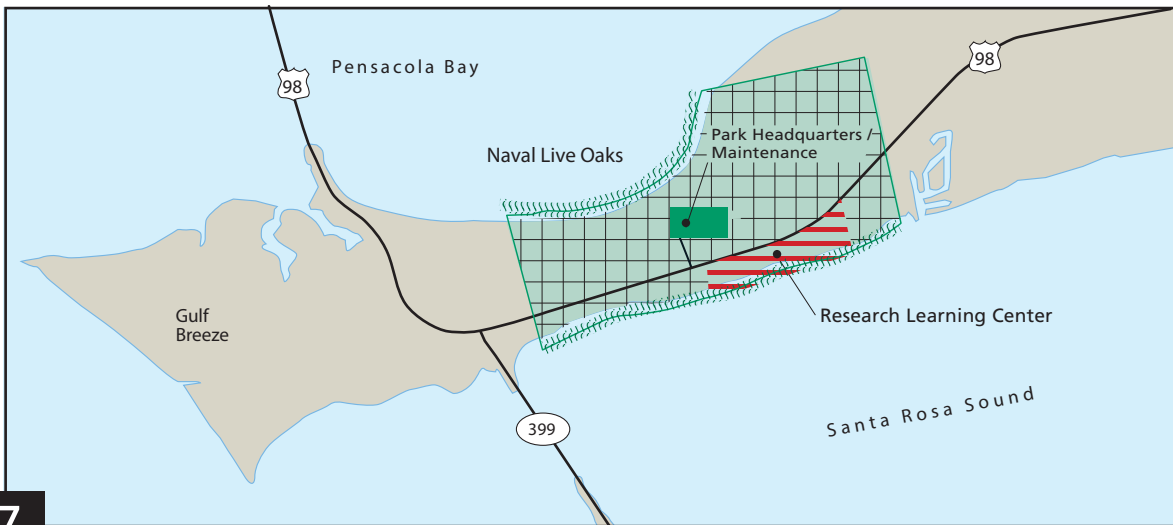 98
Pensacola Bay
98
Park Headquarters /
Maintenance
Naval Live Oaks
Gulf
Breeze
Research Learning Center
Santa Rosa Sound
399
7